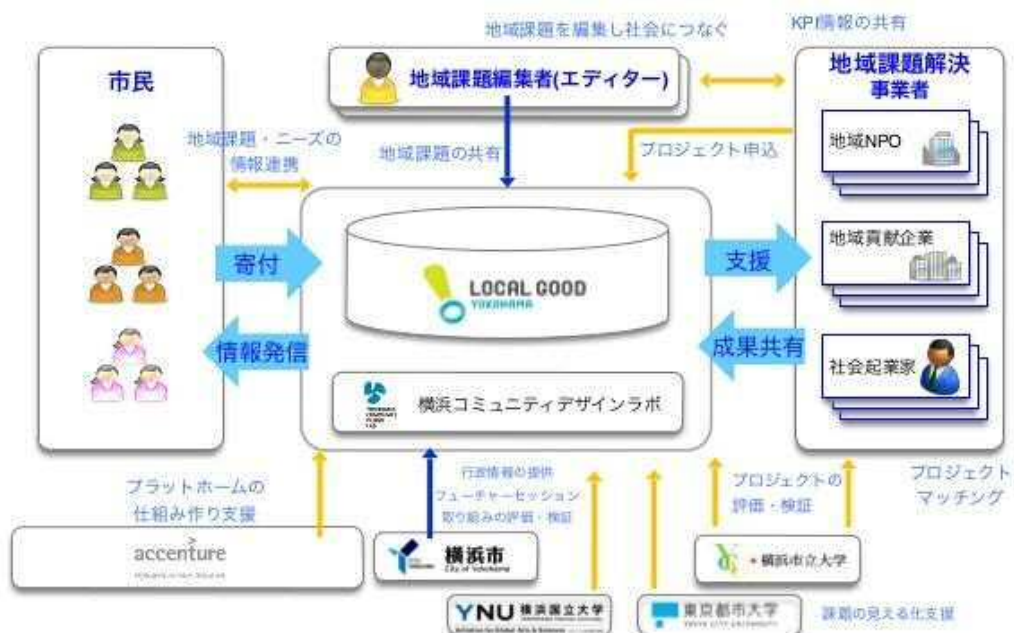 地域課題を編集し社会につなぐ
KPI情報の共有
市民
地域課題編集者(エディター)
地域課題解決
事業者
地域課題・ニーズの
情報連携
地域課題の共有
プロジェクト申込
地域NPO
寄付
LOCAL GOOD
YOKOHAMA
支援
地域貢献企業
情報発信
成果共有
社会起業家
横浜コミュニティデザインラボ
プラットホームの
仕組み作り支援
行政情報の提供
フューチャーセッション
取り組みの評価・検証
プロジェクトの
評価・検証
プロジェクト
マッチング
accenture
横浜市
City of Yokohama
横浜市立大学
YNU 横浜国立大学
東京都市大学
TOKYO CITY UNIVERSITY
課題の見える化支援